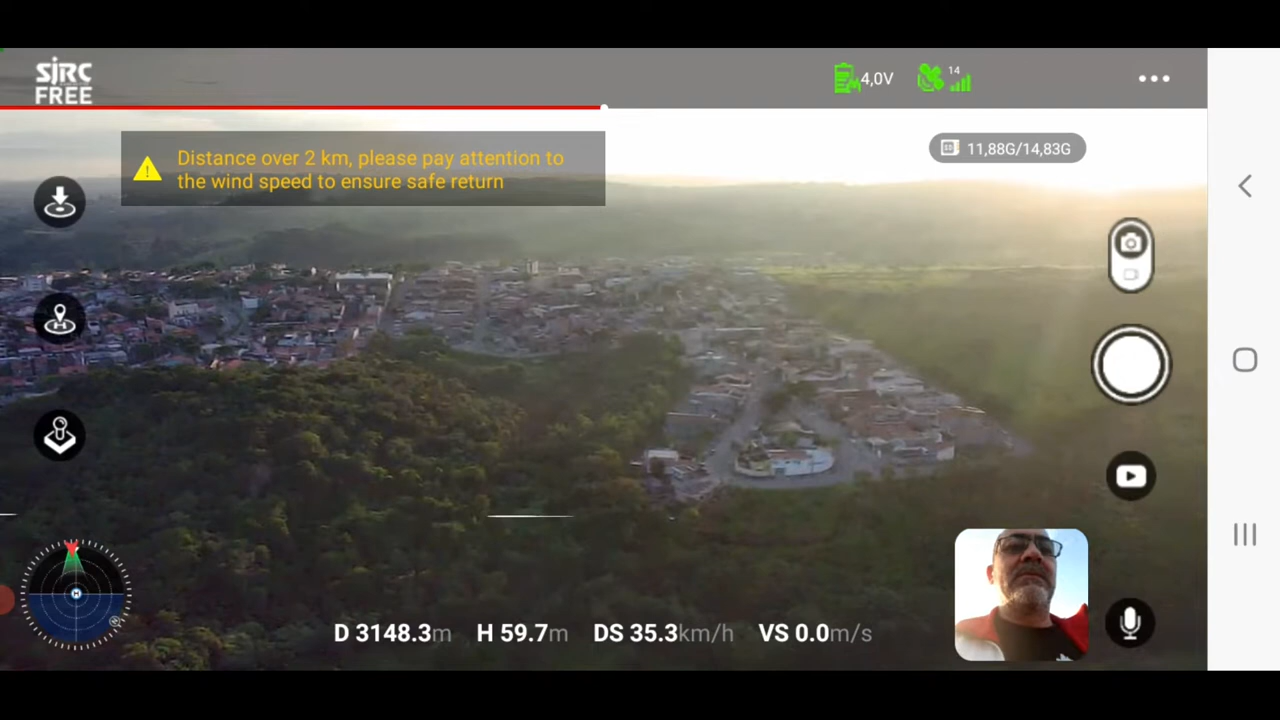 SJRC
FREE
4,0V
14
Distance over 2 km, please pay attention to
the wind speed to ensure safe return
11,88G/14,83G
H
D 3148.3m H 59.7m DS 35.3km/h VS 0.0m/s